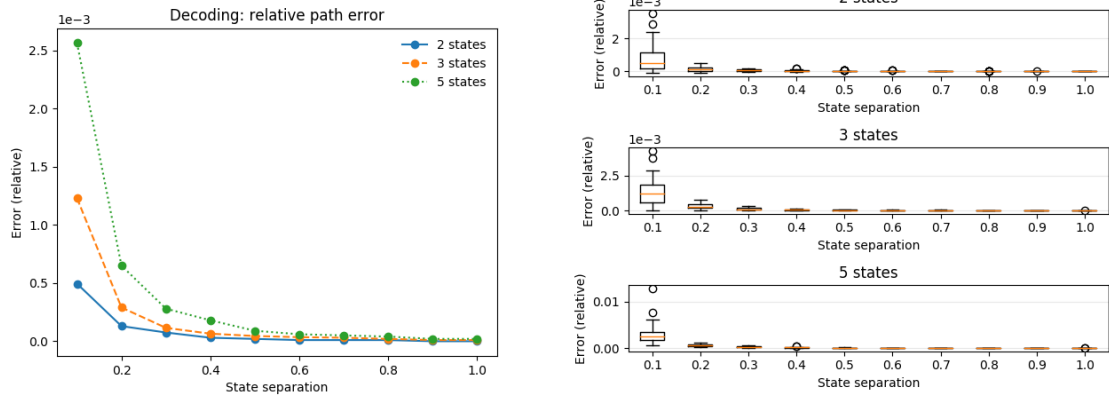 Decoding: relative path error
1e−3
2.5
2.0
1.5
1.0
0.5
0.0
Error (relative)
0.2 0.4 0.6 0.8 1.0
State separation
2 states
3 states
5 states
2 states
1e−3
2
0
Error (relative)
0.1 0.2 0.3 0.4 0.5 0.6 0.7 0.8 0.9 1.0
State separation
3 states
1e−3
2.5
0.0
Error (relative)
0.1 0.2 0.3 0.4 0.5 0.6 0.7 0.8 0.9 1.0
State separation
5 states
0.01
0.00
Error (relative)
0.1 0.2 0.3 0.4 0.5 0.6 0.7 0.8 0.9 1.0
State separation